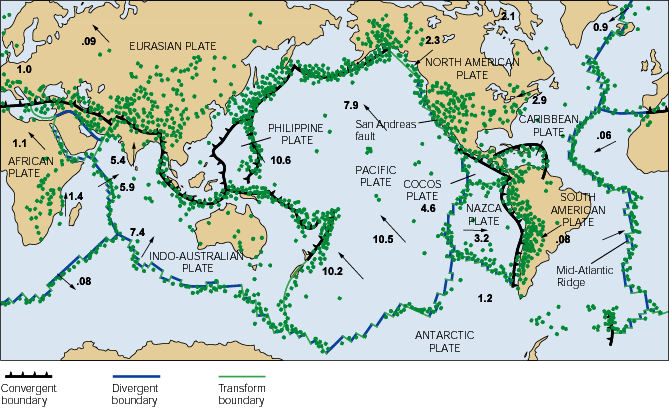 2.1
0.9
.09
EURASIAN PLATE
2.3
NORTH AMERICAN
PLATE
1.0
2.9
7.9
1.1
PHILIPPINE
PLATE
San Andreas
fault
CARIBBEAN
PLATE
.06
AFRICAN
PLATE
5.4
10.6
5.9
PACIFIC
PLATE
COCOS
PLATE
1.4
4.6
NAZCA
PLATE
SOUTH
AMERICAN
PLATE
7.4
10.5
3.2
.08
INDO-AUSTRALIAN
PLATE
10.2
Mid-Atlantic
Ridge
.08
1.2
ANTARCTIC
PLATE
Convergent
boundary
Divergent
boundary
Transform
boundary